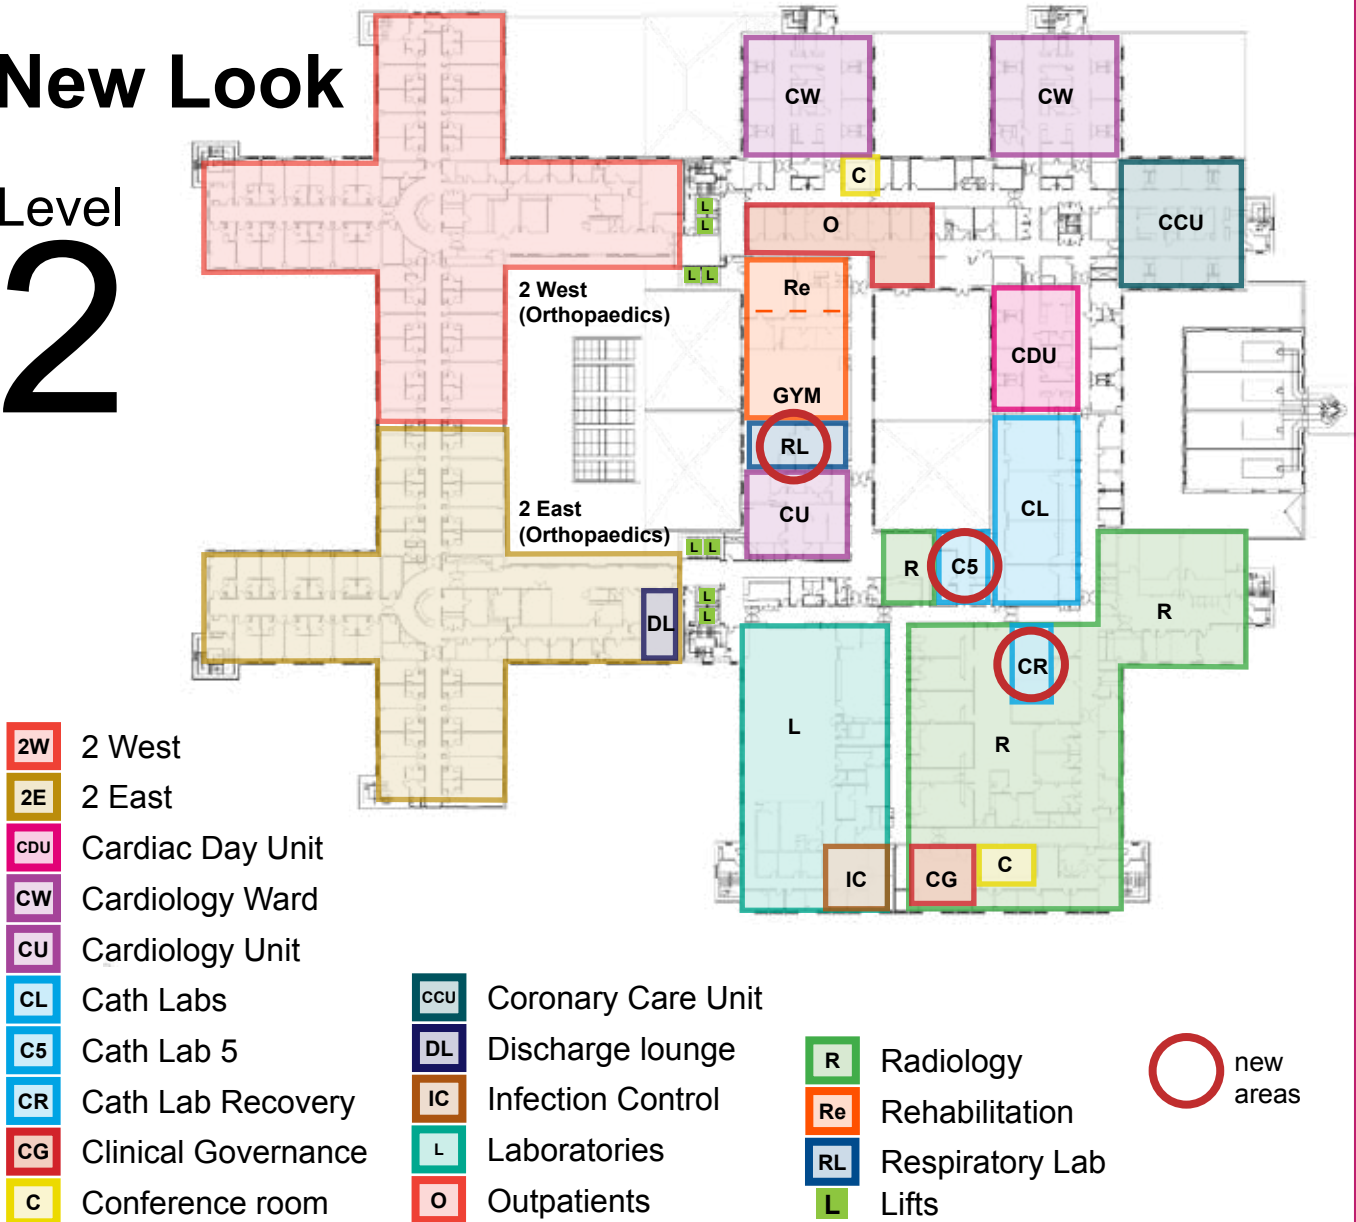 New Look
Level
2
CW
CW
C
CCU
L
L
O
L L
Re
2 West
(Orthopaedics)
CDU
GYM
RL
CL
CU
2 East
(Orthopaedics)
L L
R
C5
L
L
DL
R
CR
L
R
IC
CG
C
2W 2 West
2E 2 East
CDU Cardiac Day Unit
CW Cardiology Ward
CU Cardiology Unit
CL Cath Labs
C5 Cath Lab 5
CR Cath Lab Recovery
CG Clinical Governance
C Conference room
CCU Coronary Care Unit
DL Discharge lounge
IC Infection Control
L Laboratories
O Outpatients
R Radiology
Re Rehabilitation
RL Respiratory Lab
L Lifts
new
areas